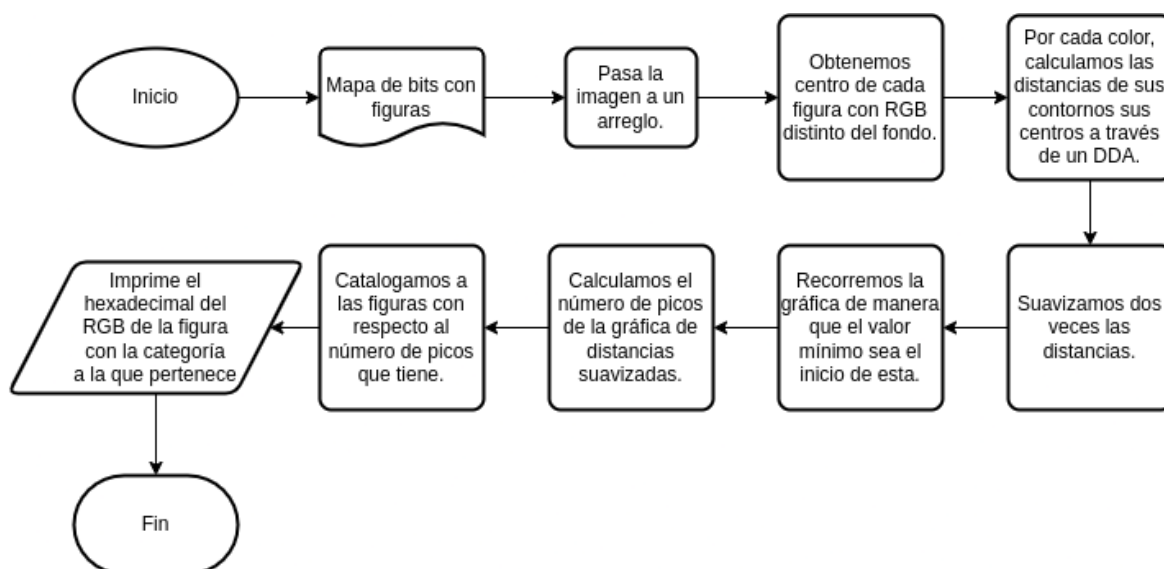 Inicio
Mapa de bits con
figuras
Pasa la
imagen a un
arreglo.
Obtenemos
centro de cada
figura con RGB
distinto del fondo.
Por cada color,
calculamos las
distancias de sus
contornos sus
centros a través
de un DDA.
Suavizamos dos
veces las
distancias.
Recorremos la
gráfica de manera
que el valor
mínimo sea el
inicio de esta.
Calculamos el
número de picos
de la gráfica de
distancias
suavizadas.
Catalogamos a
las figuras con
respecto al
número de picos
que tiene.
Imprime el
hexadecimal del
RGB de la figura
con la categoría
a la que pertenece
Fin